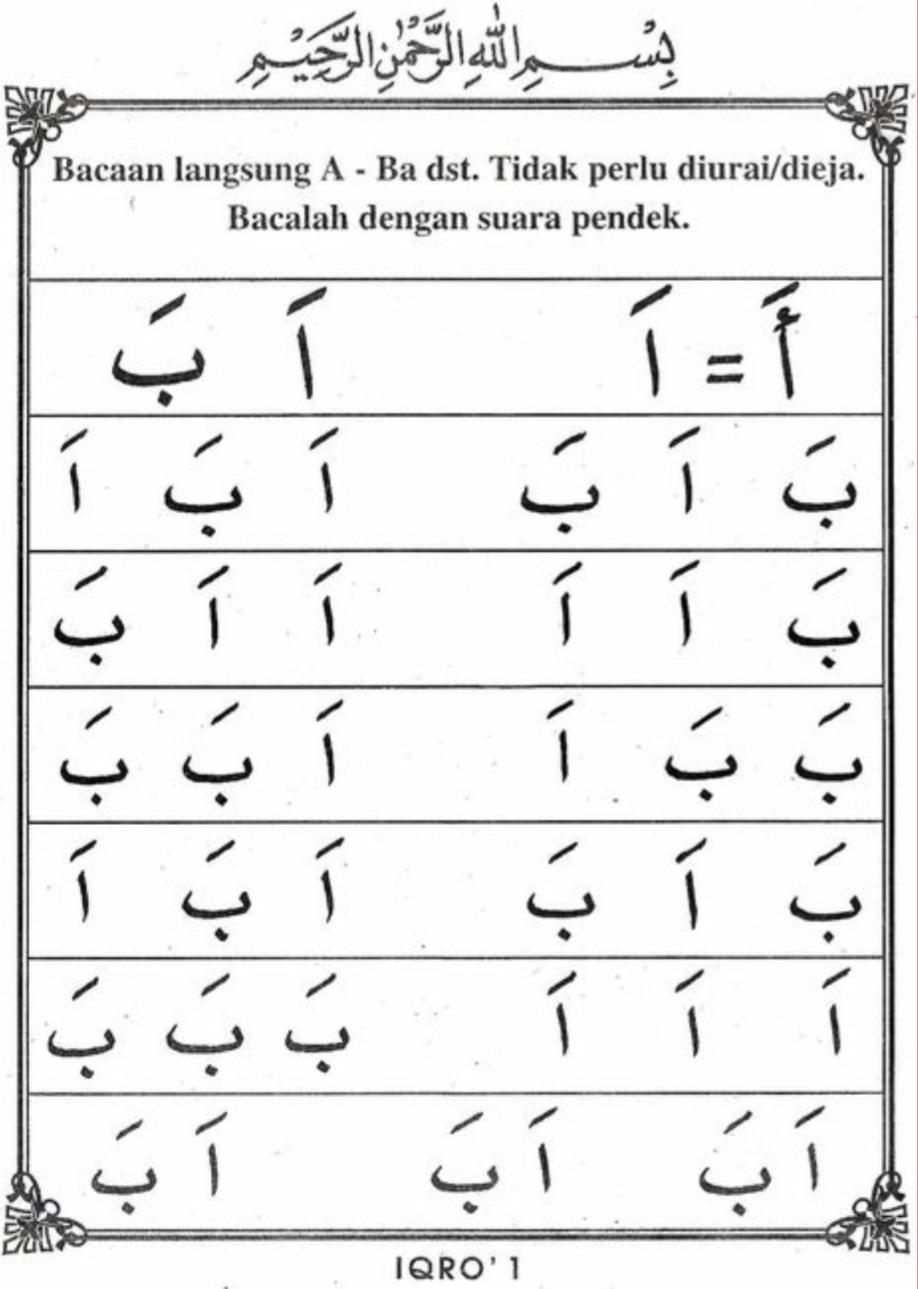 بِسْمِ اللهِ الرَّحْمٰنِ الرَّحِيْمِ
Bacaan langsung A - Ba dst. Tidak perlu diurai/dieja.
Bacalah dengan suara pendek.
أَ = اَ اَ بَ
بَ اَ بَ اَ بَ اَ
بَ اَ اَ اَ اَ بَ
بَ بَ اَ اَ بَ بَ
بَ اَ بَ اَ بَ اَ
اَ اَ اَ بَ بَ بَ
اَ بَ اَ بَ اَ بَ
IQRO' 1